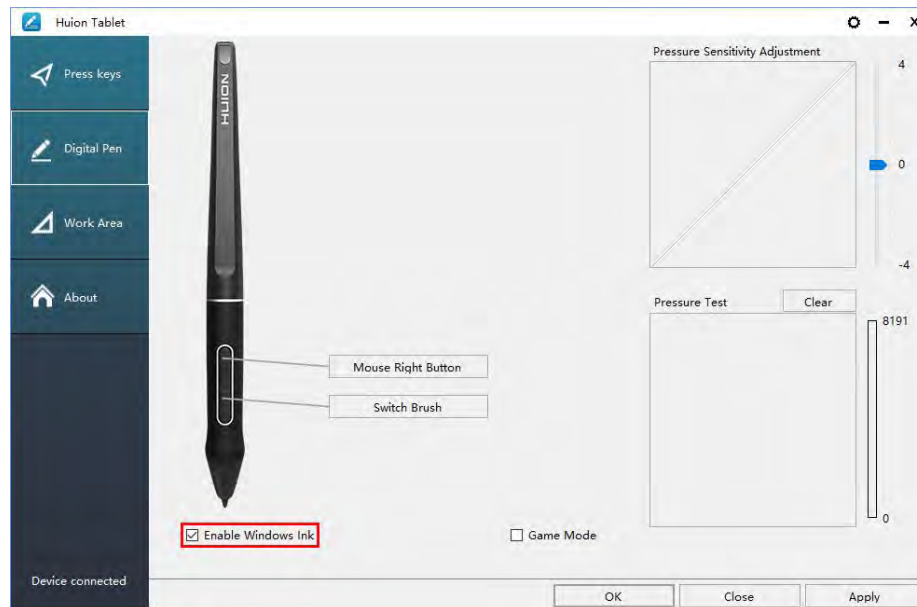 Huion Tablet
Press keys
Digital Pen
Work Area
About
Device connected
HUION
Mouse Right Button
Switch Brush
Enable Windows Ink
Game Mode
Pressure Sensitivity Adjustment
4
0
-4
Pressure Test
Clear
8191
0
OK
Close
Apply